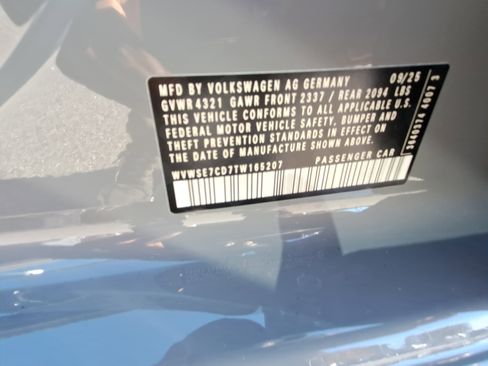 MFD BY VOLKSWAGEN AG GERMANY 09/25
GVWR 4321 GAWR FRONT 2337 / REAR 2094 LBS
THIS VEHICLE CONFORMS TO ALL APPLICABLE U.S.
FEDERAL MOTOR VEHICLE SAFETY, BUMPER AND
THEFT PREVENTION STANDARDS IN EFFECT ON
THE DATE OF MANUFACTURE SHOWN ABOVE
WVWSE7CD7TW165207 PASSENGER CAR